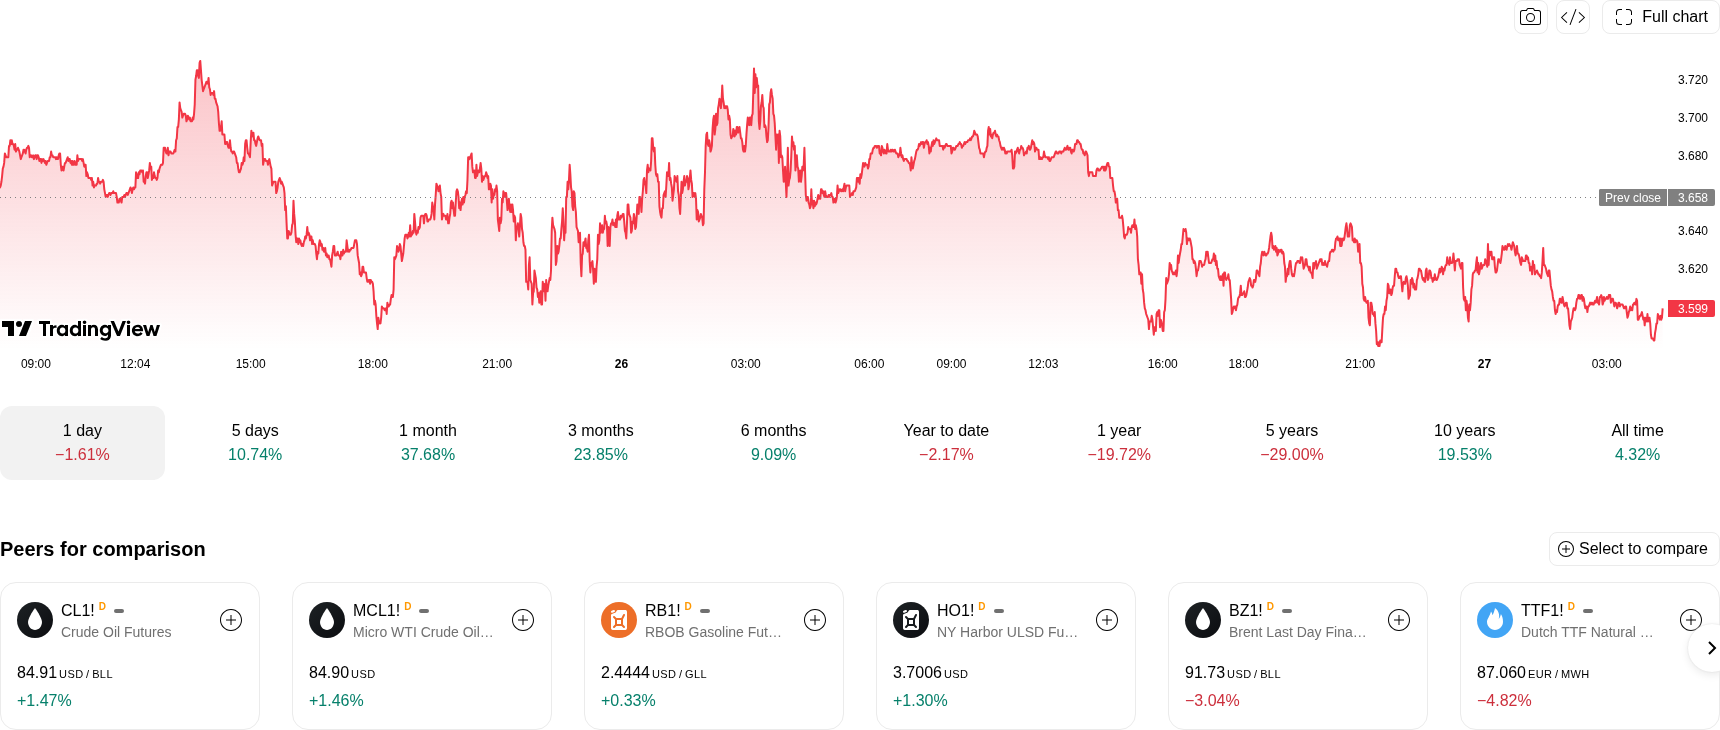 Full chart
3.720
3.700
3.680
Prev close 3.658
3.640
3.620
3.599
TradingView
09:00 12:04 15:00 18:00 21:00 26 03:00 06:00 09:00 12:03 16:00 18:00 21:00 27 03:00
1 day 5 days 1 month 3 months 6 months Year to date 1 year 5 years 10 years All time
−1.61% 10.74% 37.68% 23.85% 9.09% −2.17% −19.72% −29.00% 19.53% 4.32%
Peers for comparison
Select to compare
CL1! D
Crude Oil Futures
84.91 USD / BLL
+1.47%
MCL1! D
Micro WTI Crude Oil…
84.90 USD
+1.46%
RB1! D
RBOB Gasoline Fut…
2.4444 USD / GLL
+0.33%
HO1! D
NY Harbor ULSD Fu…
3.7006 USD
+1.30%
BZ1! D
Brent Last Day Fina…
91.73 USD / BLL
−3.04%
TTF1! D
Dutch TTF Natural …
87.060 EUR / MWH
−4.82%